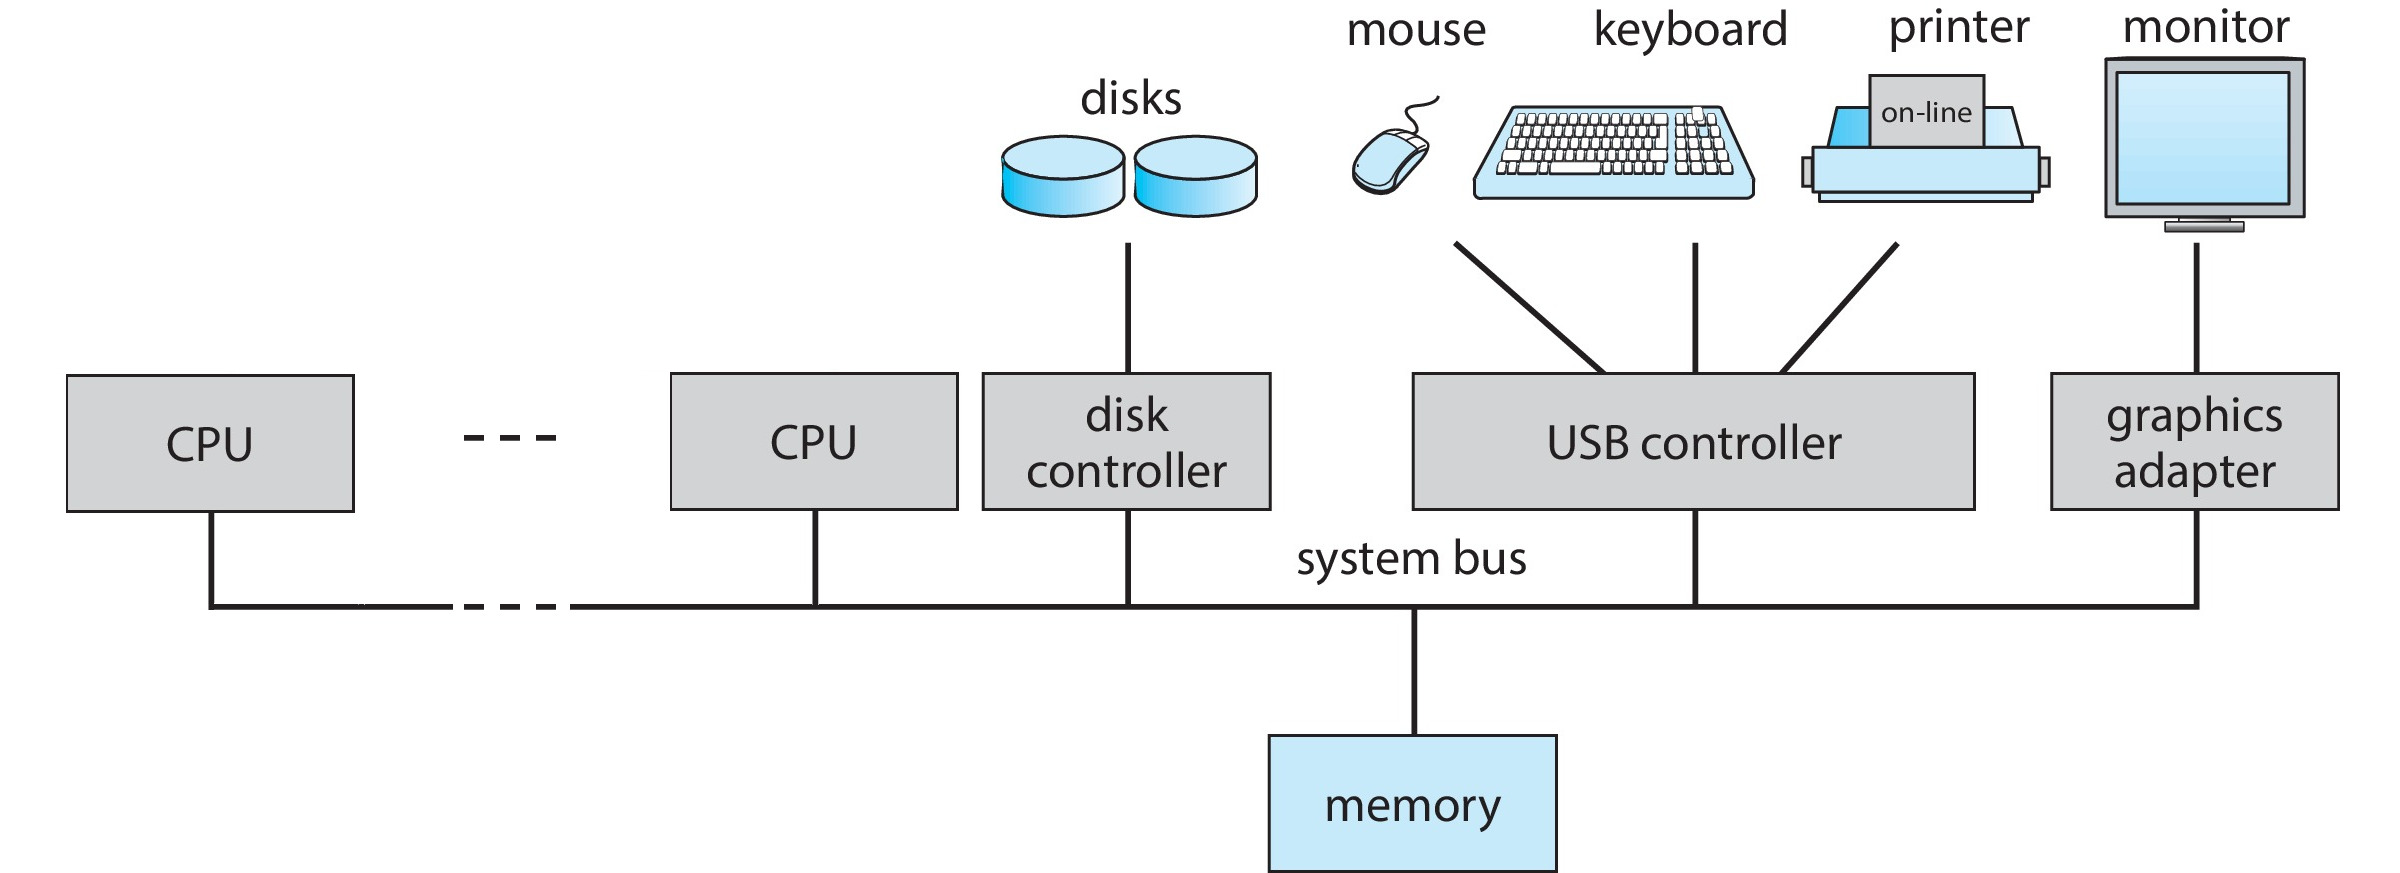 mouse
keyboard
printer
monitor
disks
on-line
CPU
CPU
disk
controller
USB controller
graphics
adapter
system bus
memory